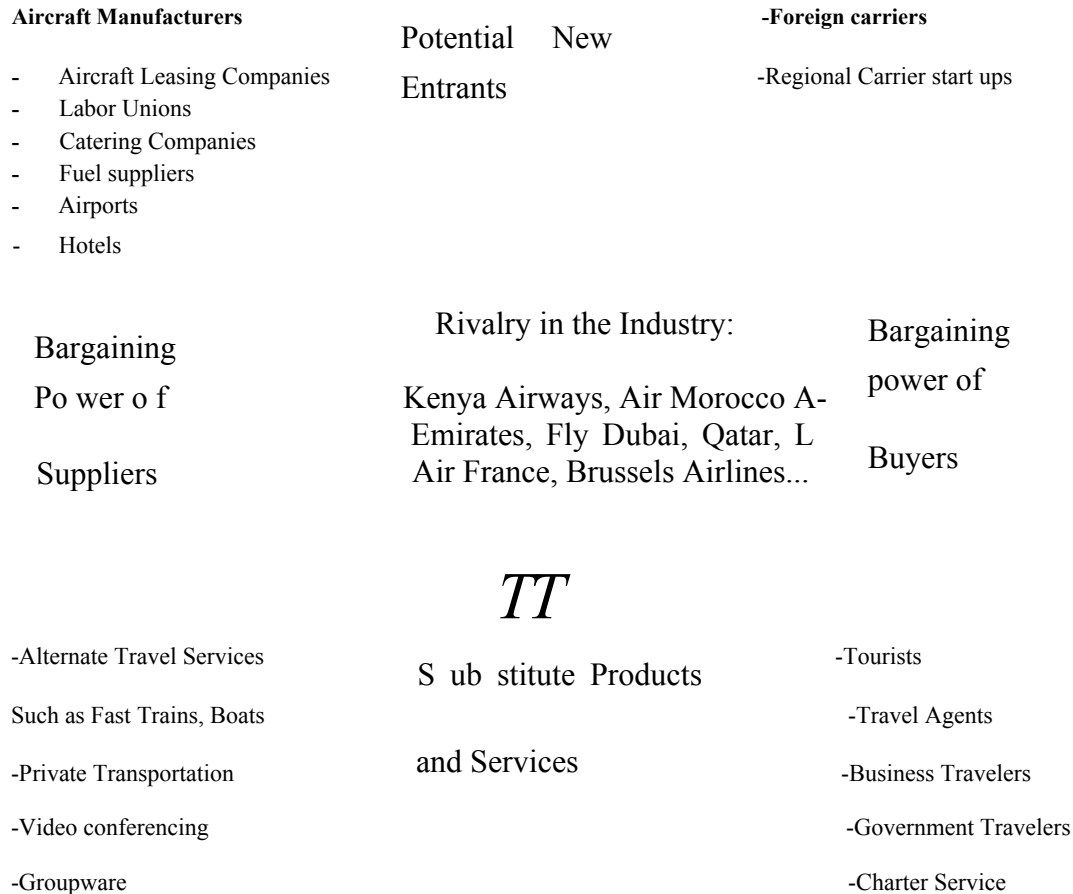 Aircraft Manufacturers
- Aircraft Leasing Companies
- Labor Unions
- Catering Companies
- Fuel suppliers
- Airports
- Hotels
Potential New
Entrants
-Foreign carriers
-Regional Carrier start ups
Bargaining
Po wer o f
Suppliers
Rivalry in the Industry:
Kenya Airways, Air Morocco A-
Emirates, Fly Dubai, Qatar, L
Air France, Brussels Airlines...
Bargaining
power of
Buyers
TT
-Alternate Travel Services
Such as Fast Trains, Boats
-Private Transportation
-Video conferencing
-Groupware
S ub stitute Products
and Services
-Tourists
-Travel Agents
-Business Travelers
-Government Travelers
-Charter Service